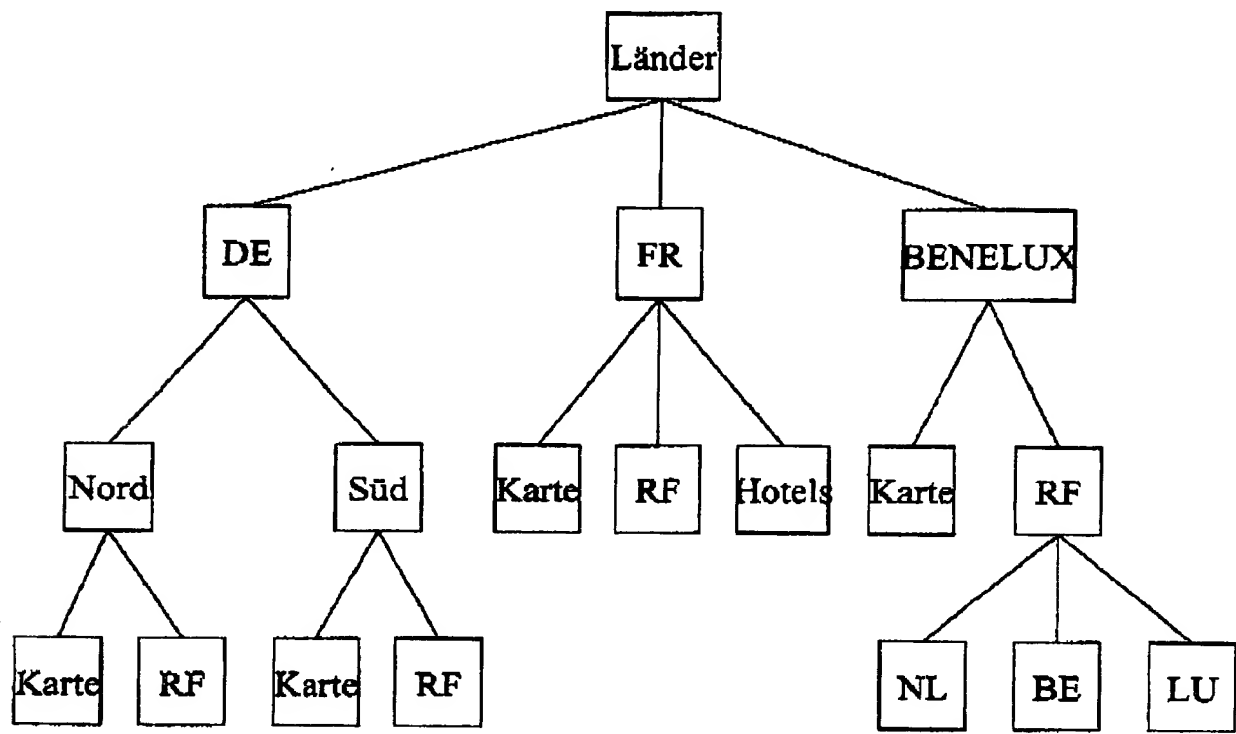 Länder
DE
FR
BENELUX
Nord
Süd
Karte
RF
Hotels
Karte
RF
Karte
RF
Karte
RF
NL
BE
LU